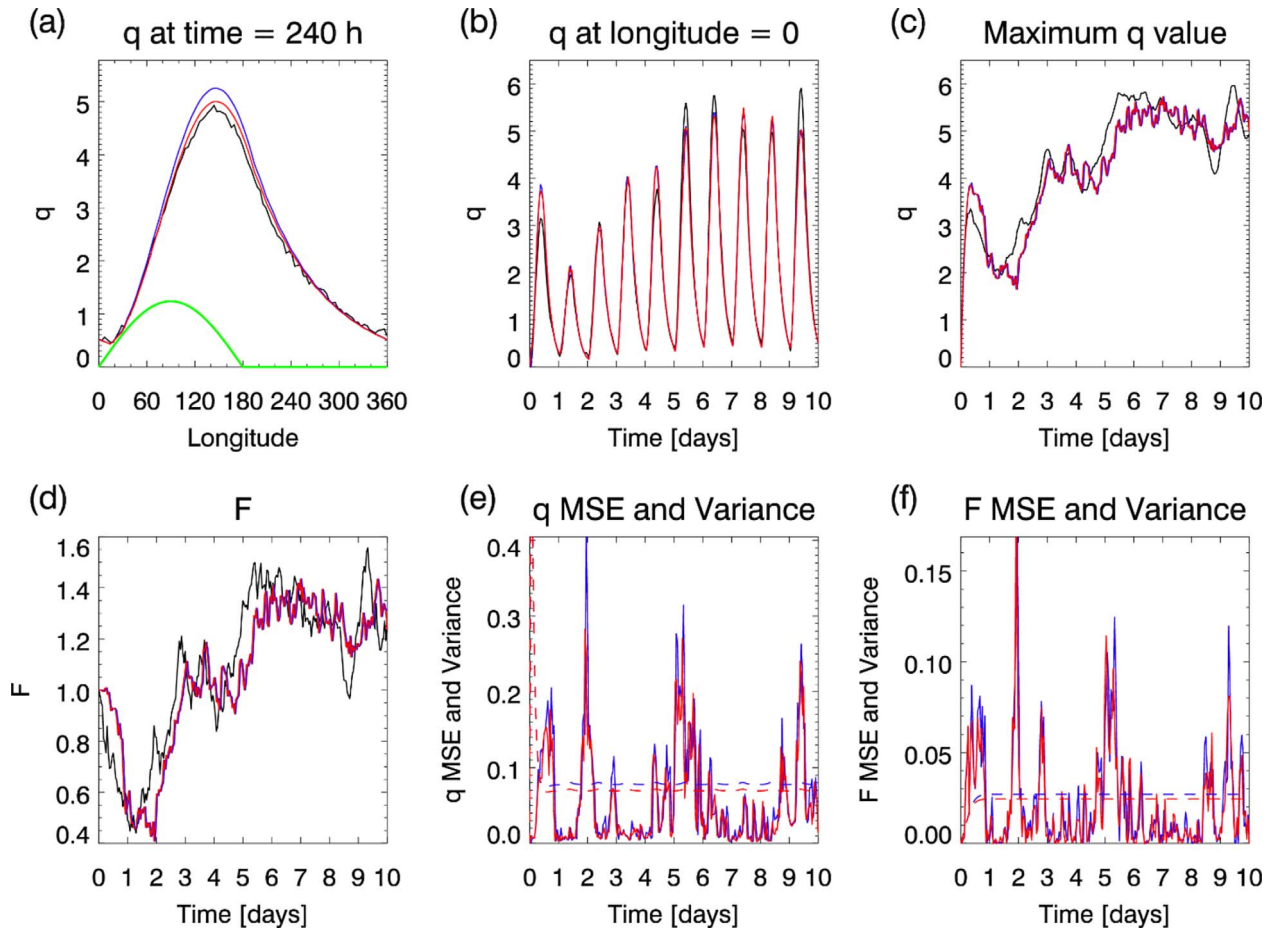 (a) q at time = 240 h
q
5
4
3
2
1
0
0 60 120 180 240 300 360
Longitude
(b) q at longitude = 0
q
6
5
4
3
2
1
0
0 1 2 3 4 5 6 7 8 9 10
Time [days]
(c) Maximum q value
q
6
5
4
3
2
1
0
0 1 2 3 4 5 6 7 8 9 10
Time [days]
(d) F
F
1.6
1.4
1.2
1.0
0.8
0.6
0.4
0 1 2 3 4 5 6 7 8 9 10
Time [days]
(e) q MSE and Variance
q MSE and Variance
0.4
0.3
0.2
0.1
0.0
0 1 2 3 4 5 6 7 8 9 10
Time [days]
(f) F MSE and Variance
F MSE and Variance
0.15
0.10
0.05
0.00
0 1 2 3 4 5 6 7 8 9 10
Time [days]